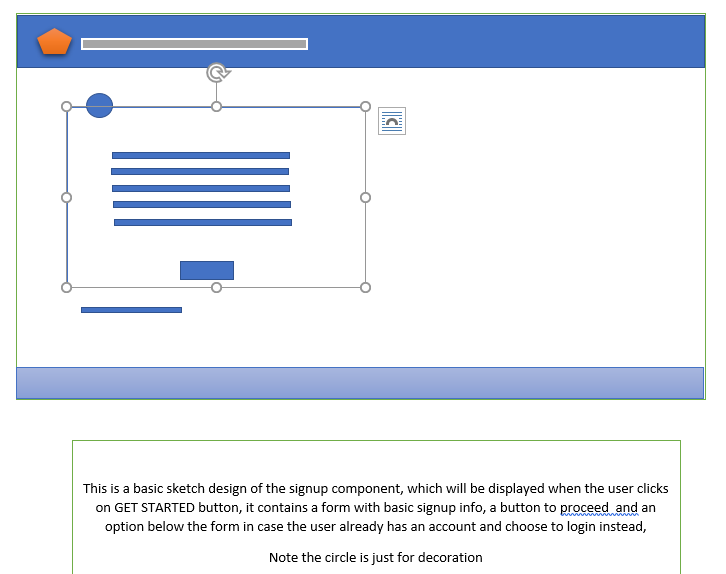 This is a basic sketch design of the signup component, which will be displayed when the user clicks
on GET STARTED button, it contains a form with basic signup info, a button to proceed  and an
option below the form in case the user already has an account and choose to login instead,
Note the circle is just for decoration